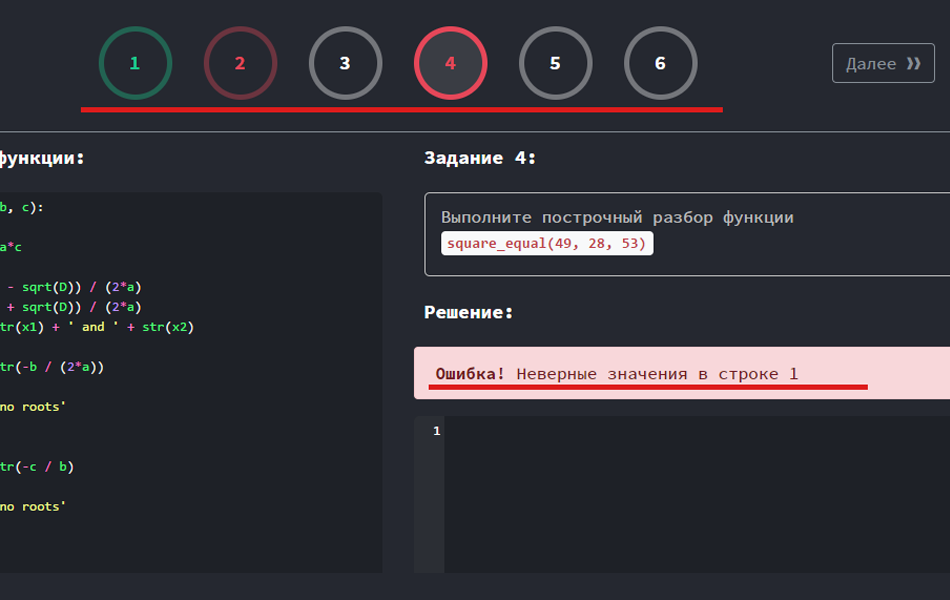 1 2 3 4 5 6
Далее
функции:
b, c):
a*c
- sqrt(D)) / (2*a)
+ sqrt(D)) / (2*a)
tr(x1) + ' and ' + str(x2)
tr(-b / (2*a))
no roots'
tr(-c / b)
no roots'
Задание 4:
Выполните построчный разбор функции
square_equal(49, 28, 53)
Решение:
Ошибка! Неверные значения в строке 1
1